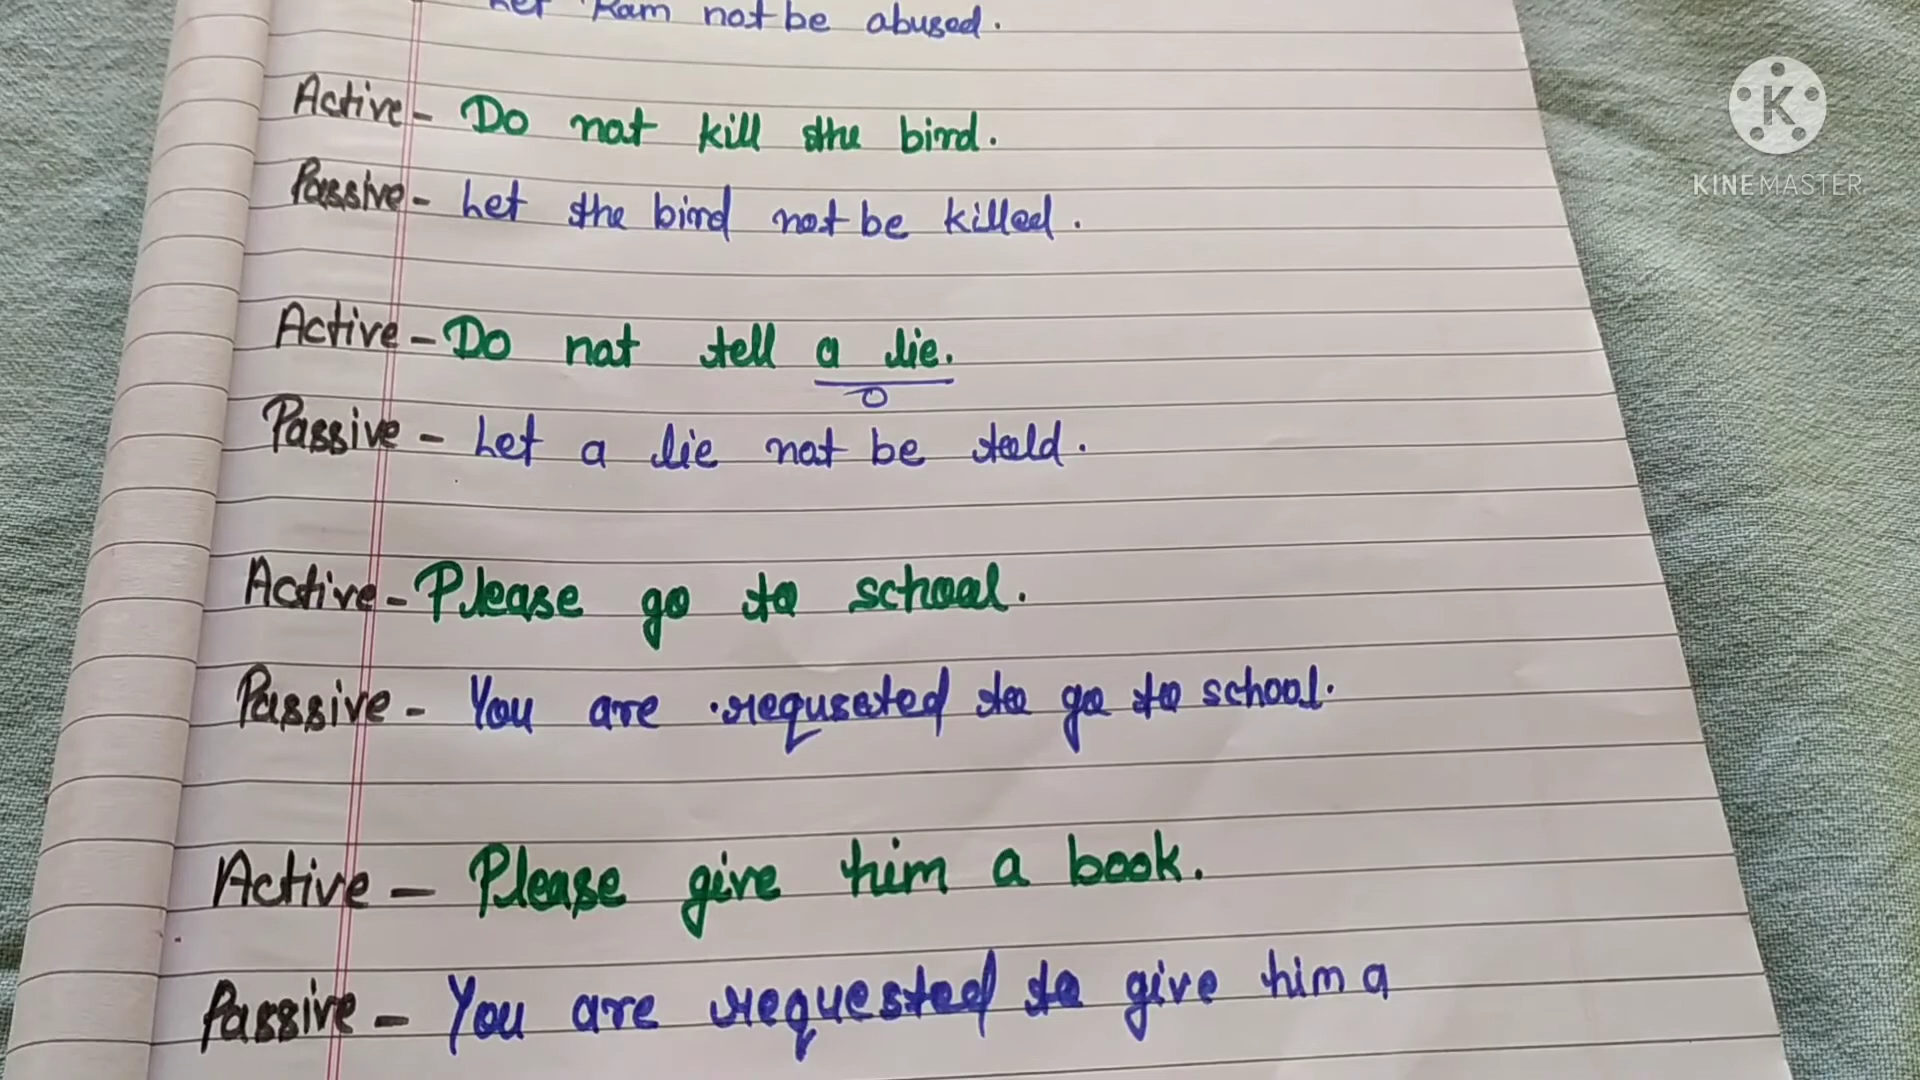 Let Ram not be abused.
Active - Do not kill the bird.
Passive - Let the bird not be killed.
Active - Do not tell a lie.
O
Passive - Let a lie not be told.
Active - Please go to school.
Passive - You are requseted to go to school.
Active - Please give him a book.
Passive - You are requested to give him a
K
KINEMASTER